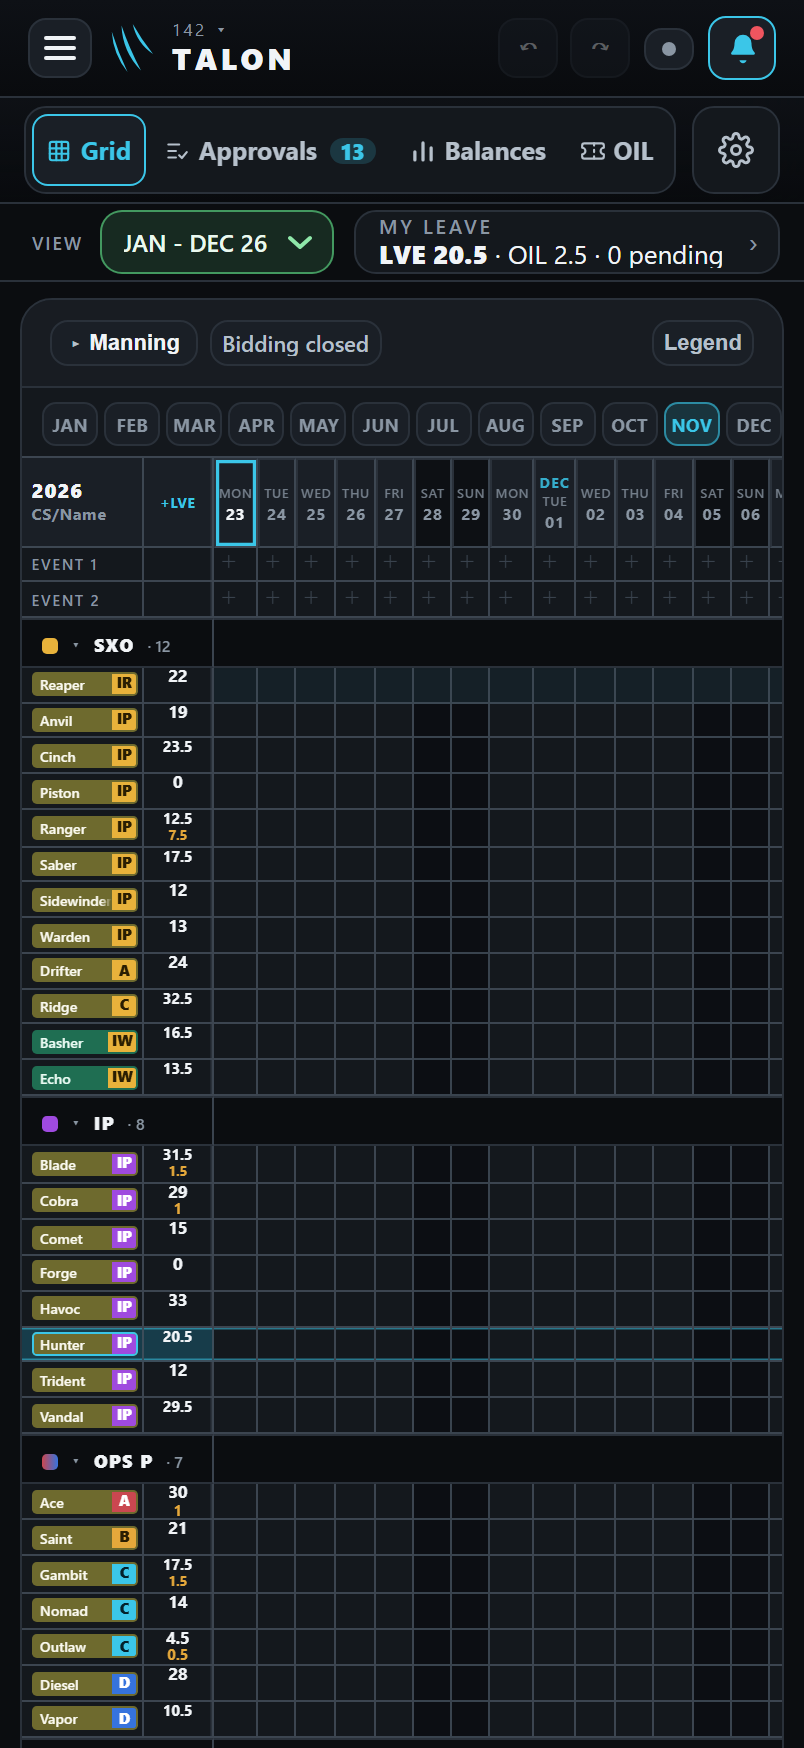 142 ▾
TALON
Grid
Approvals 13
Balances
OIL
VIEW
JAN - DEC 26
MY LEAVE
LVE 20.5 · OIL 2.5 · 0 pending ›
▸ Manning
Bidding closed
Legend
JAN FEB MAR APR MAY JUN JUL AUG SEP OCT NOV DEC
2026
CS/Name
+LVE
MON 23
TUE 24
WED 25
THU 26
FRI 27
SAT 28
SUN 29
MON 30
DEC TUE 01
WED 02
THU 03
FRI 04
SAT 05
SUN 06
EVENT 1 + + + + + + + + + + + + + +
EVENT 2 + + + + + + + + + + + + + +
▾ SXO · 12
Reaper IR 22
Anvil IP 19
Cinch IP 23.5
Piston IP 0
Ranger IP 12.5
7.5
Saber IP 17.5
Sidewinder IP 12
Warden IP 13
Drifter A 24
Ridge C 32.5
Basher IW 16.5
Echo IW 13.5
▾ IP · 8
Blade IP 31.5
1.5
Cobra IP 29
1
Comet IP 15
Forge IP 0
Havoc IP 33
Hunter IP 20.5
Trident IP 12
Vandal IP 29.5
▾ OPS P · 7
Ace A 30
1
Saint B 21
Gambit C 17.5
1.5
Nomad C 14
Outlaw C 4.5
0.5
Diesel D 28
Vapor D 10.5